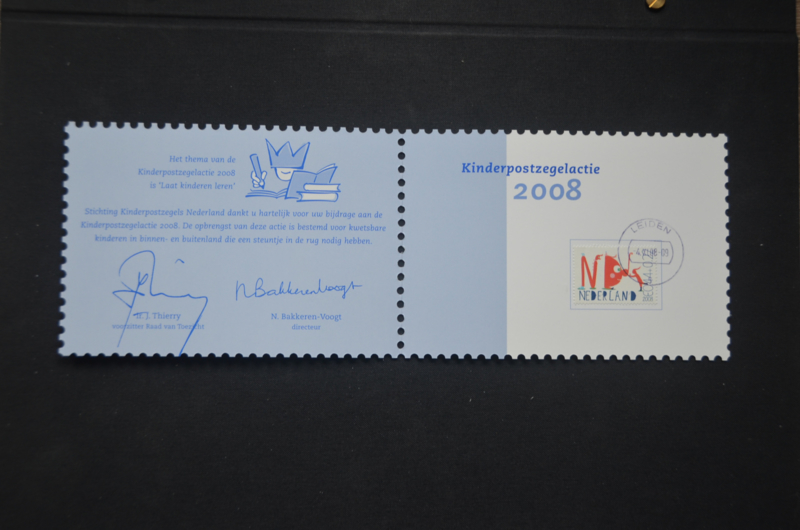 Het thema van de
Kinderpostzegelactie 2008
is 'Laat kinderen leren'
Stichting Kinderpostzegels Nederland dankt u hartelijk voor uw bijdrage aan de
Kinderpostzegelactie 2008. De opbrengst van deze actie is bestemd voor kwetsbare
kinderen in binnen- en buitenland die een steuntje in de rug nodig hebben.
NBakkerenVoogt
J. Thierry
voorzitter Raad van Toezicht
N. Bakkeren-Voogt
directeur
Kinderpostzegelactie
2008
LEIDEN
NEDERLAND